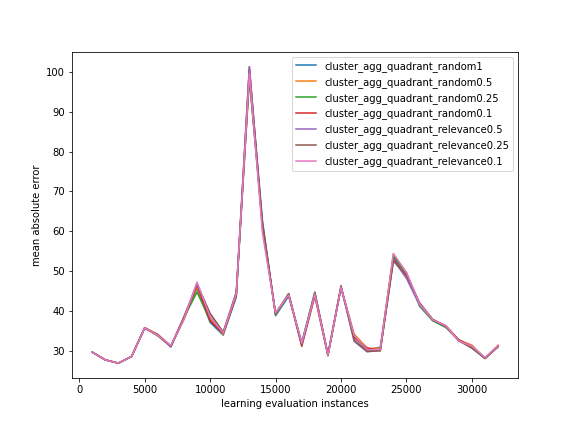 cluster_agg_quadrant_random1
cluster_agg_quadrant_random0.5
cluster_agg_quadrant_random0.25
cluster_agg_quadrant_random0.1
cluster_agg_quadrant_relevance0.5
cluster_agg_quadrant_relevance0.25
cluster_agg_quadrant_relevance0.1
mean absolute error
100
90
80
70
60
50
40
30
0 5000 10000 15000 20000 25000 30000
learning evaluation instances